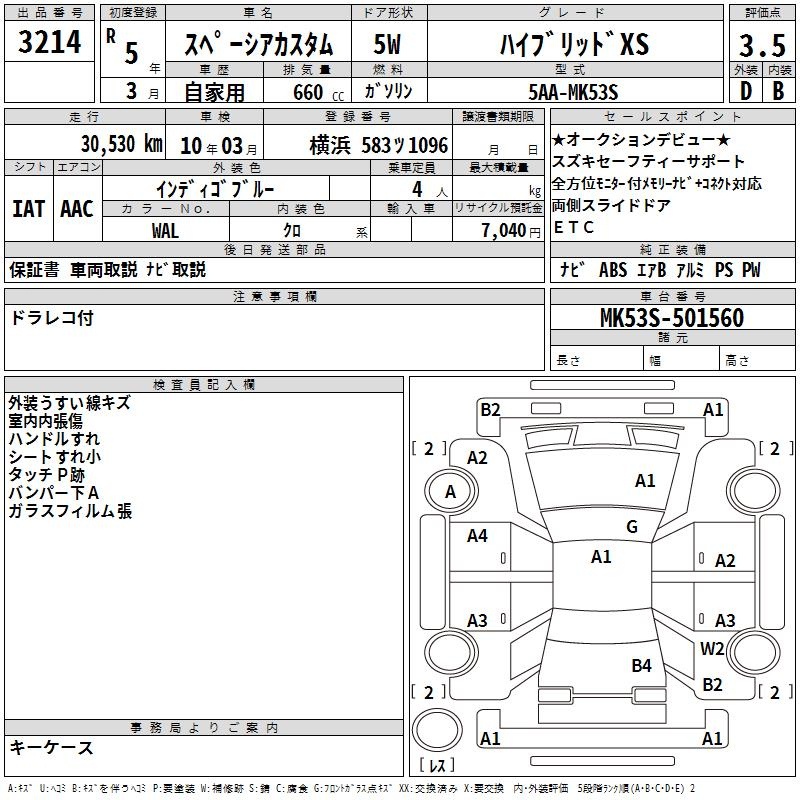 出品番号 初度登録 車名 ドア形状 グレード 評価点
3214 R 5 年 スペーシアカスタム 5W ハイブリッドXS 3.5
車歴 排気量 燃料 型式 外装 内装
3 月 自家用 660 CC ガソリン 5AA-MK53S D B
走行 車検 登録番号 譲渡書類期限 セールスポイント
30,530 km 10 年 03 月 横浜 583ツ1096 月 日
★オークションデビュー★
スズキセーフティーサポート
全方位モニター付メモリーナビ+コネクト対応
両側スライドドア
ETC
シフト エアコン 外装色 乗車定員 最大積載量
IAT AAC インディゴブルー 4 人 kg
カラーNo. 内装色 輸入車 リサイクル預託金
WAL クロ 系 7,040 円
後日発送部品 純正装備
保証書 車両取説 ナビ取説 ナビ ABS エアB アルミ PS PW
注意事項欄 車台番号
ドラレコ付 MK53S-501560
諸元
長さ 幅 高さ
検査員記入欄
外装うすい線キズ
室内内張傷
ハンドルすれ
シートすれ小
タッチP跡
バンパー下A
ガラスフィルム張
B2 A1
[ 2 ] [ 2 ]
A2
A1
A
G
A4 A1 A2
A3 A3
W2
B4
B2
[ 2 ] [ 2 ]
A1 A1
[ レス ]
事務局よりご案内
キーケース
A:キズ U:ヘコミ B:キズを伴うヘコミ P:要塗装 W:補修跡 S:錆 C:腐食 G:フロントガラス点キズ XX:交換済み X:要交換 内・外装評価 5段階ランク順(A・B・C・D・E) 2